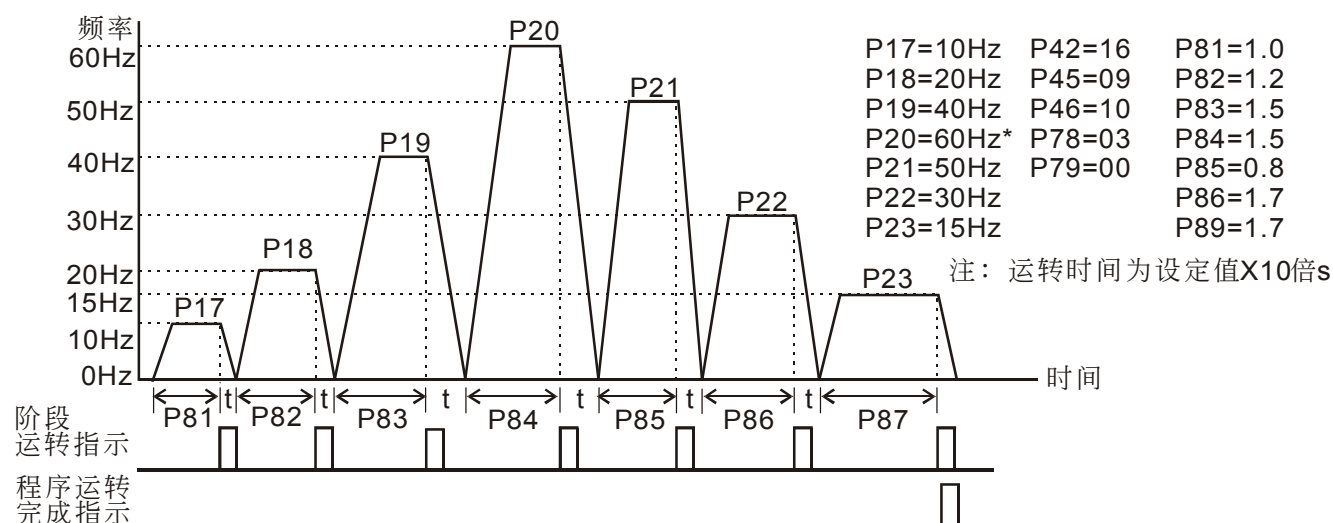 频率
60Hz
50Hz
40Hz
30Hz
20Hz
15Hz
10Hz
0Hz
P17
P18
P19
P20
P21
P22
P23
P17=10Hz P42=16 P81=1.0
P18=20Hz P45=09 P82=1.2
P19=40Hz P46=10 P83=1.5
P20=60Hz* P78=03 P84=1.5
P21=50Hz P79=00 P85=0.8
P22=30Hz P86=1.7
P23=15Hz P89=1.7
注：运转时间为设定值X10倍s
时间
P81 t P82 t P83 t P84 t P85 t P86 t P87
阶段
运转指示
程序运转
完成指示